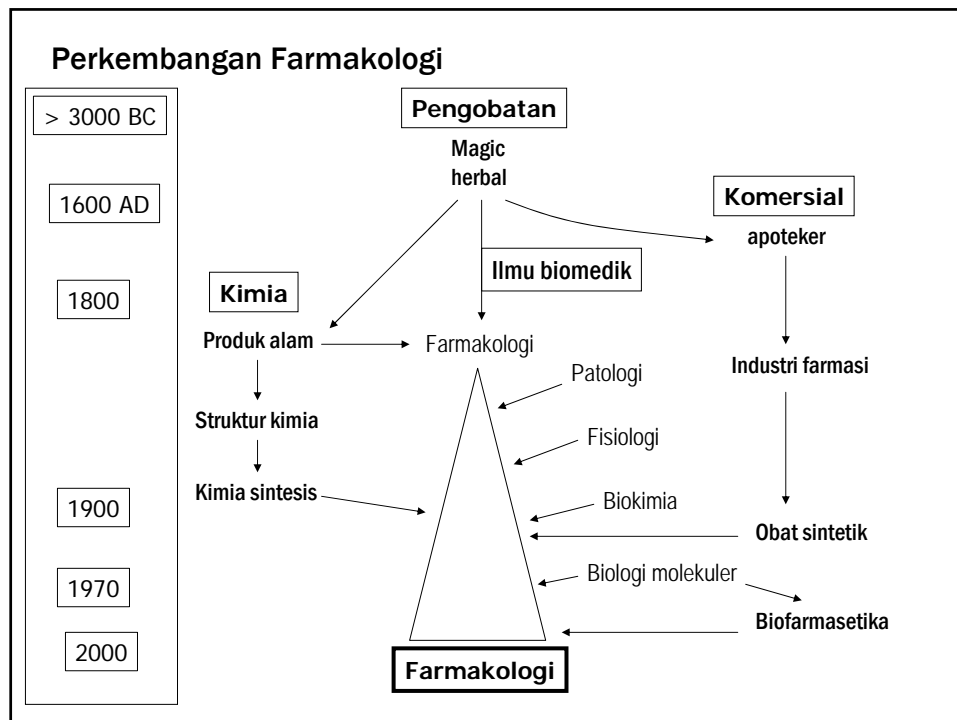 Perkembangan Farmakologi
> 3000 BC
1600 AD
1800
1900
1970
2000
Pengobatan
Magic
herbal
Komersial
apoteker
Ilmu biomedik
Kimia
Produk alam
Farmakologi
Industri farmasi
Patologi
Struktur kimia
Fisiologi
Kimia sintesis
Biokimia
Obat sintetik
Biologi molekuler
Biofarmasetika
Farmakologi